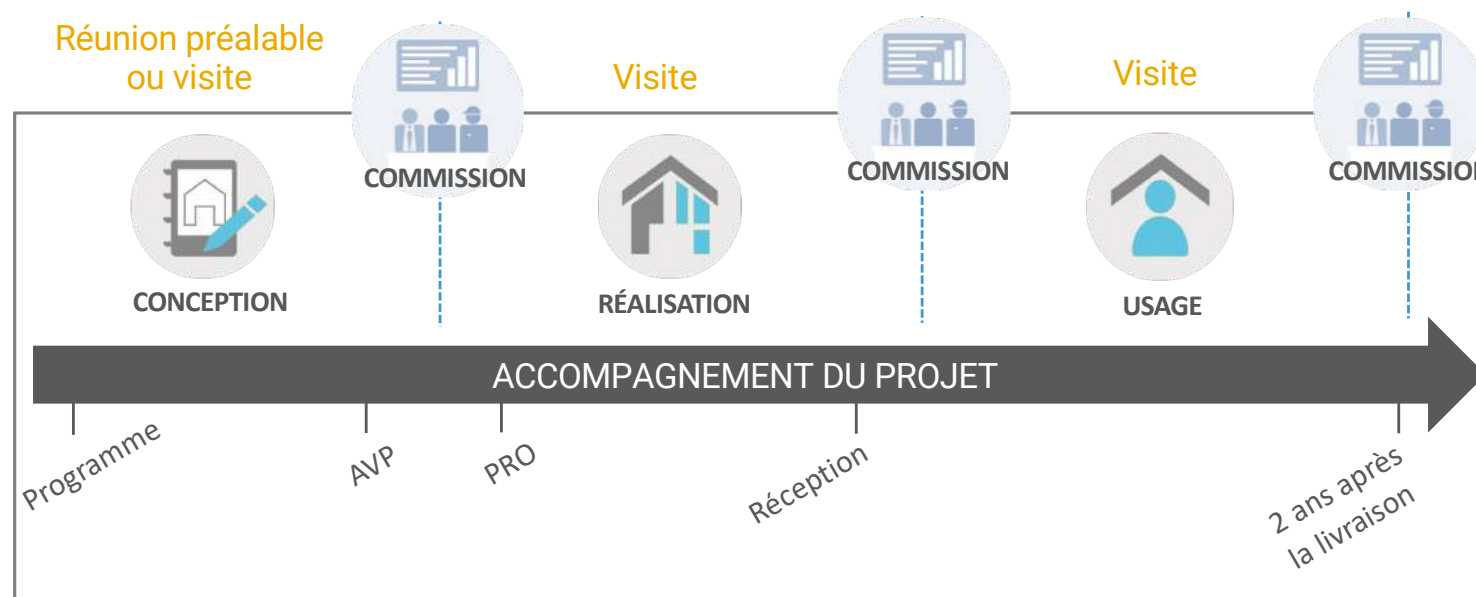 Réunion préalable
ou visite
Visite
Visite
COMMISSION
COMMISSION
COMMISSION
CONCEPTION
RÉALISATION
USAGE
ACCOMPAGNEMENT DU PROJET
Programme
AVP
PRO
Réception
2 ans après
la livraison